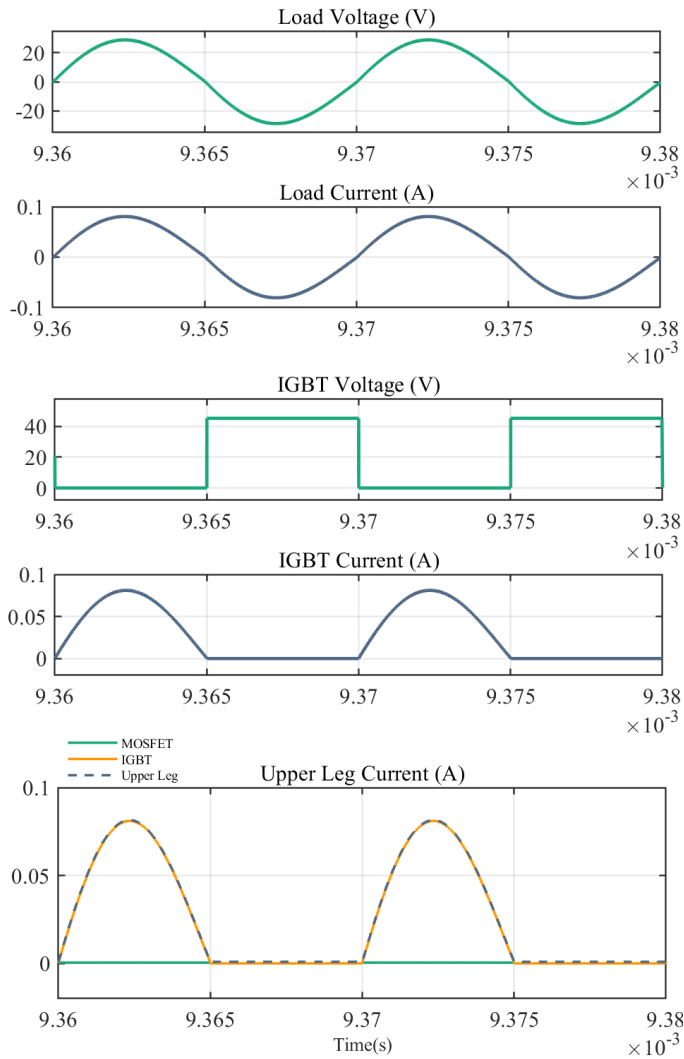 Load Voltage (V)
20
0
-20
9.36 9.365 9.37 9.375 9.38
×10-3
Load Current (A)
0.1
0
-0.1
9.36 9.365 9.37 9.375 9.38
×10-3
IGBT Voltage (V)
40
20
0
9.36 9.365 9.37 9.375 9.38
×10-3
IGBT Current (A)
0.1
0.05
0
9.36 9.365 9.37 9.375 9.38
×10-3
MOSFET
IGBT
Upper Leg
Upper Leg Current (A)
0.1
0.05
0
9.36 9.365 9.37 9.375 9.38
Time(s)
×10-3